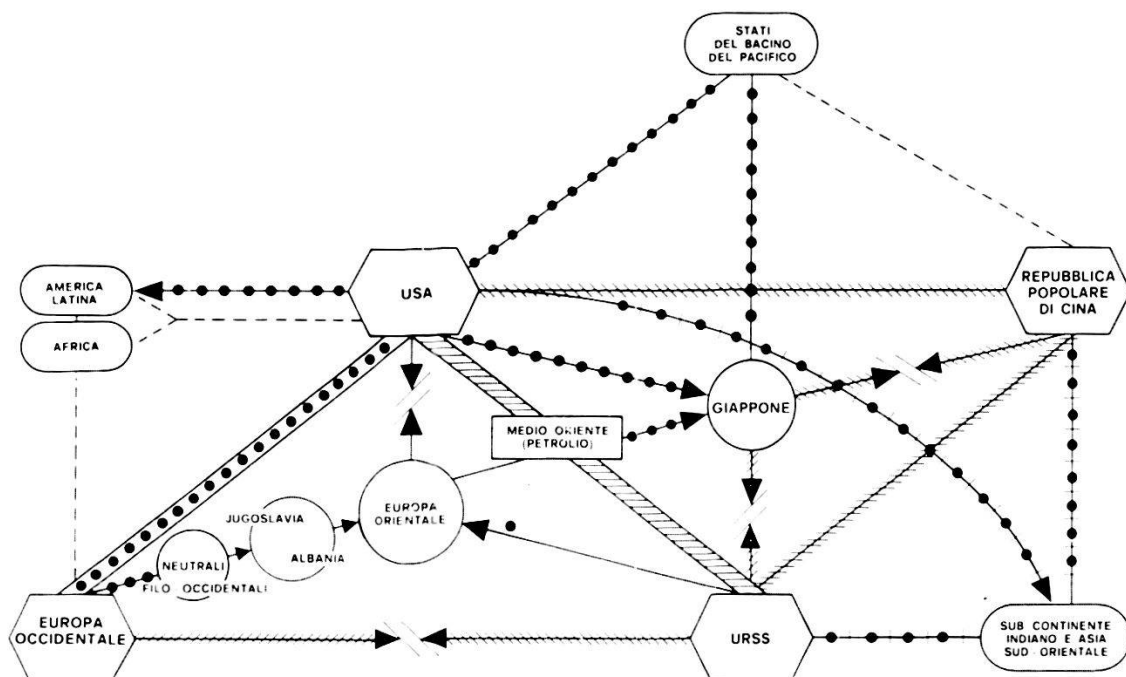 STATI
DEL BACINO
DEL PACIFICO
AMERICA
LATINA
USA
REPUBBLICA
POPOLARE
DI CINA
AFRICA
GIAPPONE
MEDIO ORIENTE
(PETROLIO)
EUROPA
ORIENTALE
JUGOSLAVIA
ALBANIA
NEUTRALI
FILO OCCIDENTALI
EUROPA
OCCIDENTALE
URSS
SUB CONTINENTE
INDIANO E ASIA
SUD-ORIENTALE